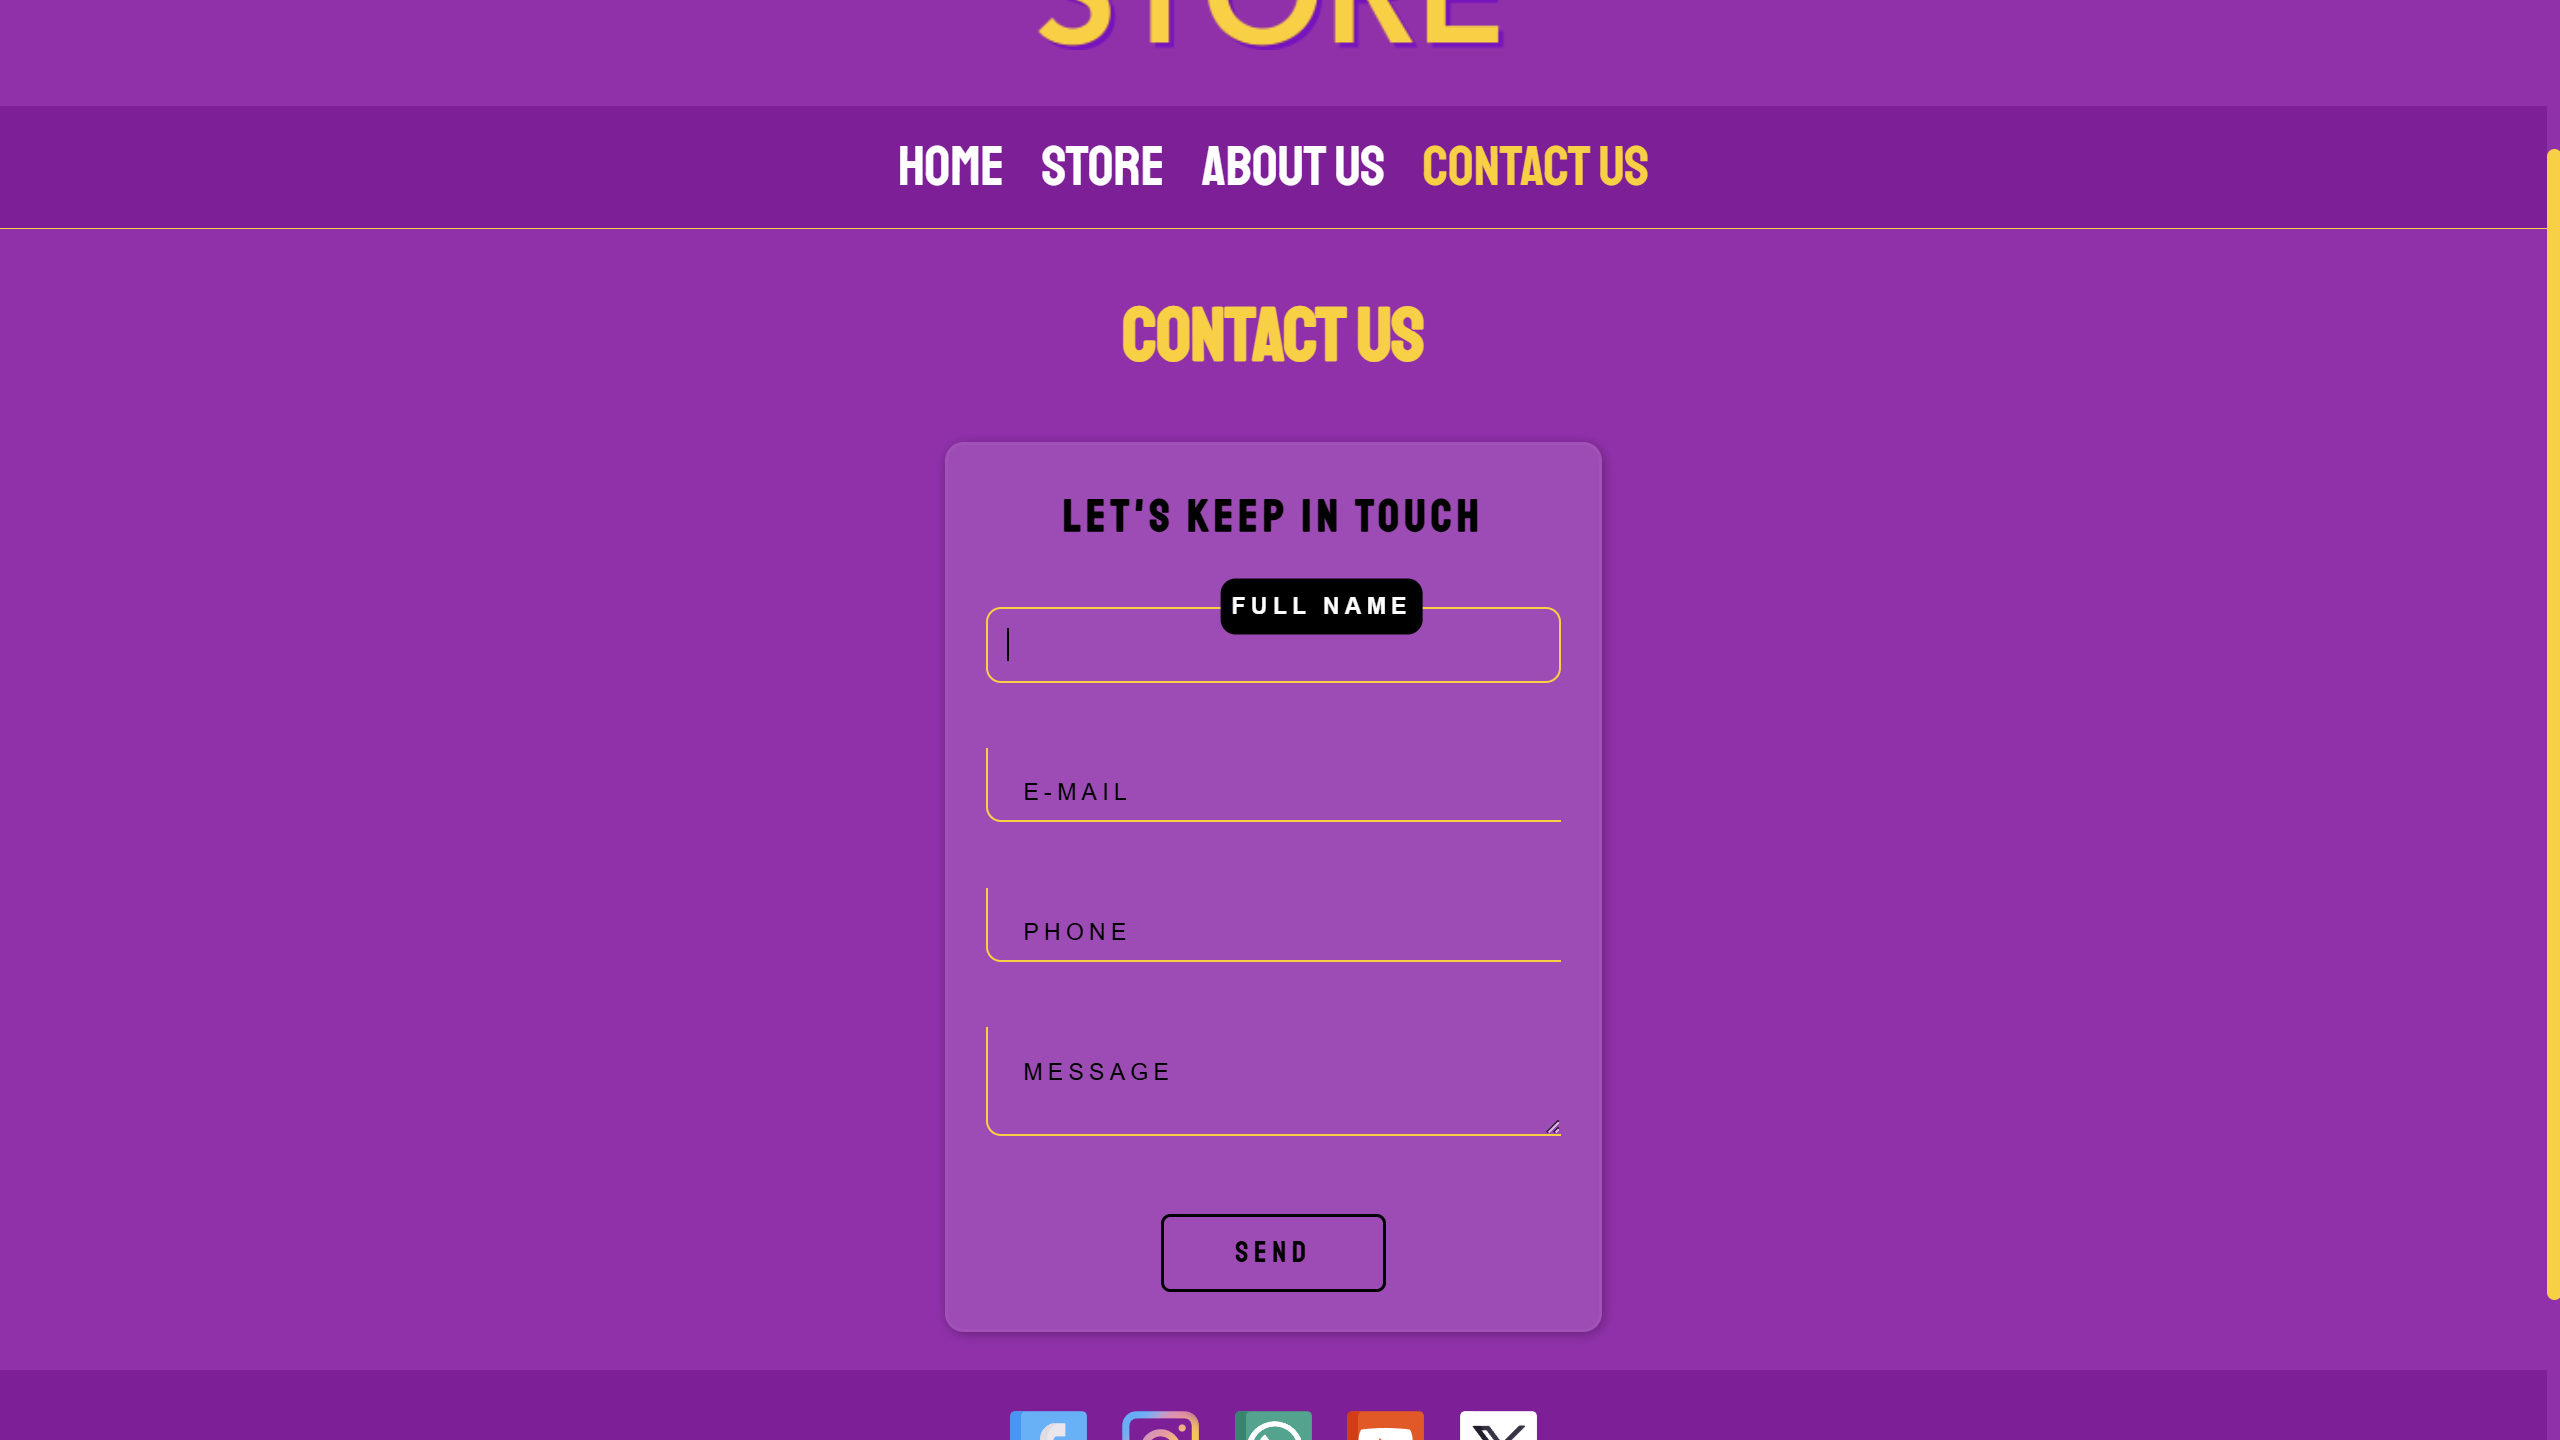 STORE
HOME STORE ABOUT US CONTACT US
CONTACT US
LET'S KEEP IN TOUCH
FULL NAME
E-MAIL
PHONE
MESSAGE
SEND